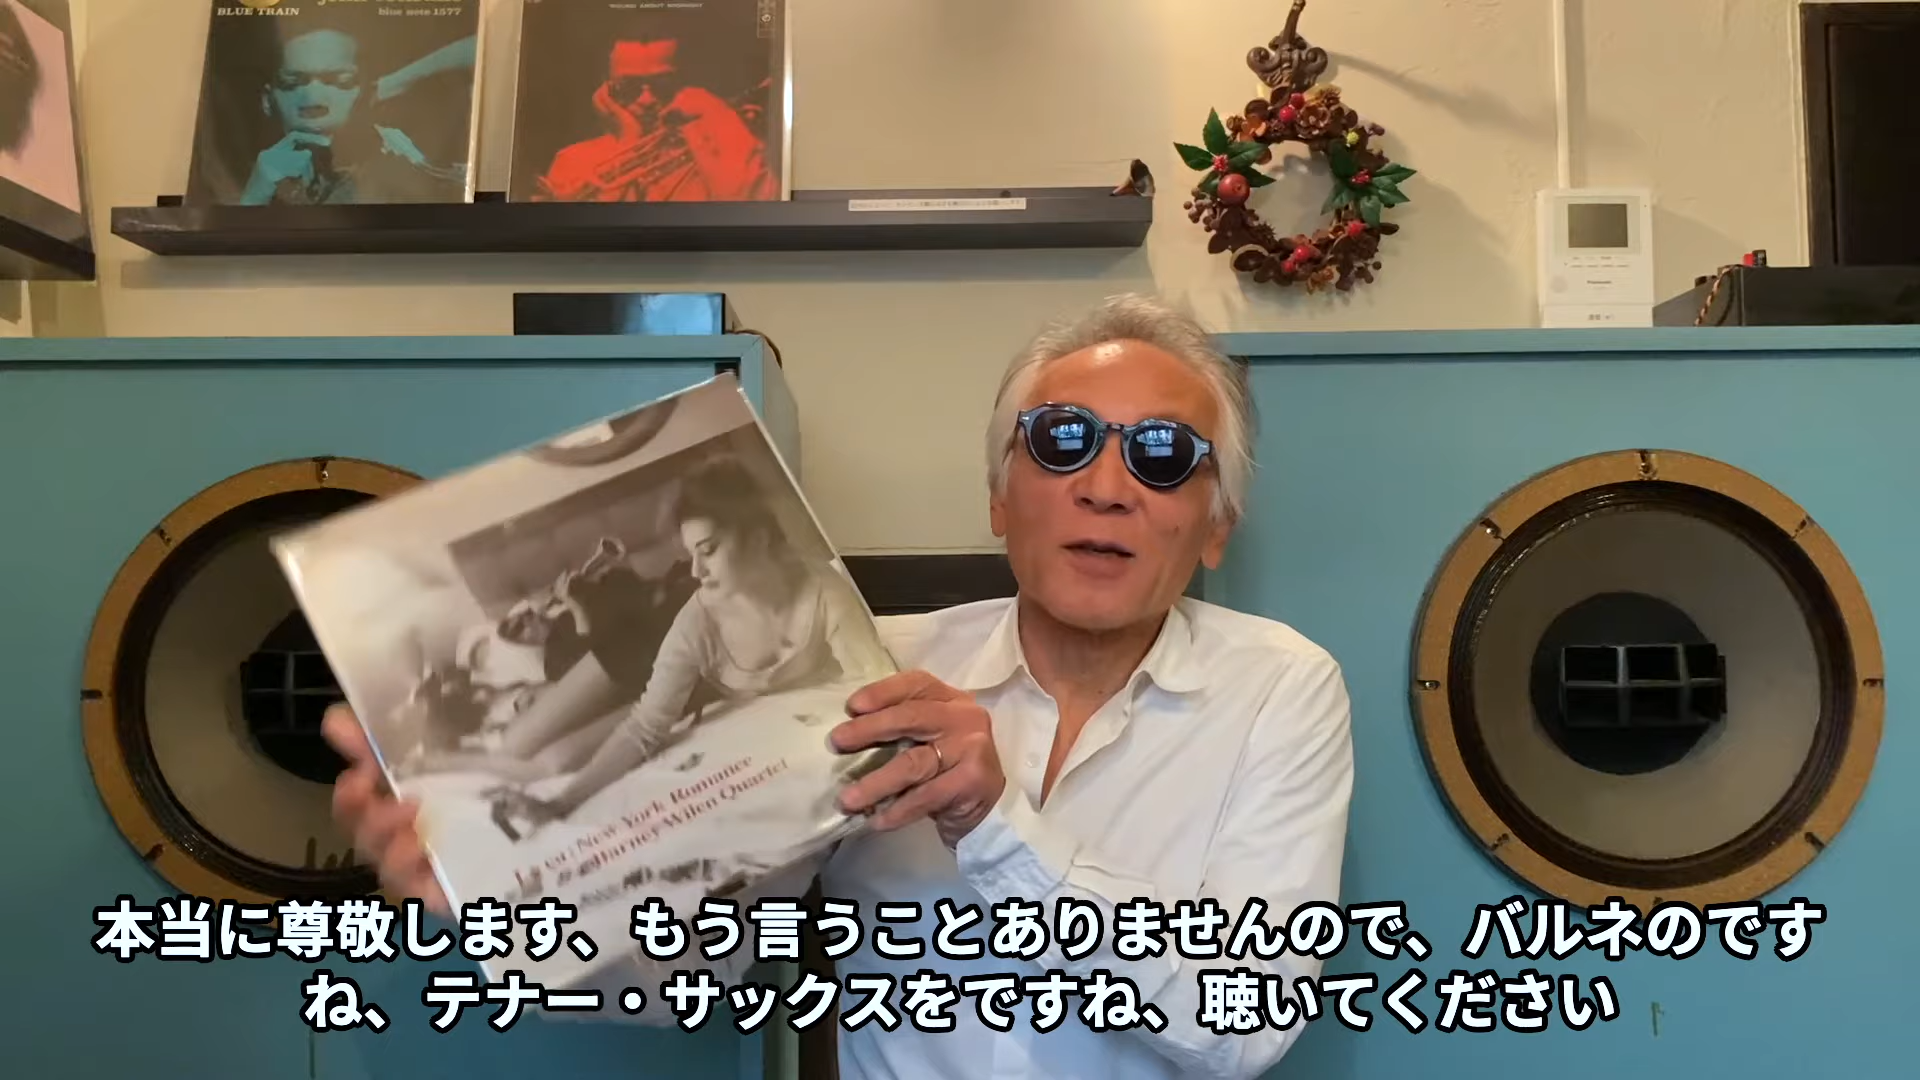 BLUE TRAIN
blue note 1577
'ROUND ABOUT MIDNIGHT
Panasonic
New York Romance
Barney Wilen Quartet
本当に尊敬します、もう言うことありませんので、バルネのです
ね、テナー・サックスをですね、聴いてください